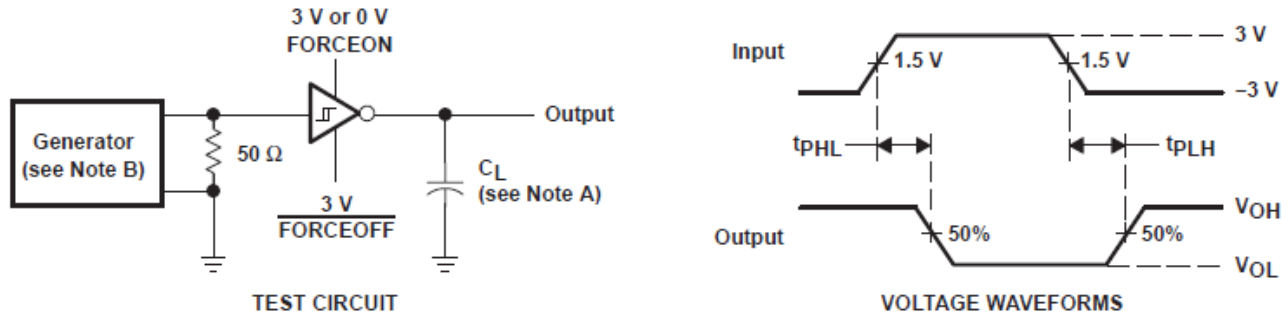 3 V or 0 V
FORCEON
Generator
(see Note B)
50 Ω
Output
CL
(see Note A)
3 V
FORCEOFF
TEST CIRCUIT
Input
1.5 V
1.5 V
3 V
–3 V
tPHL
tPLH
Output
50%
50%
VOH
VOL
VOLTAGE WAVEFORMS